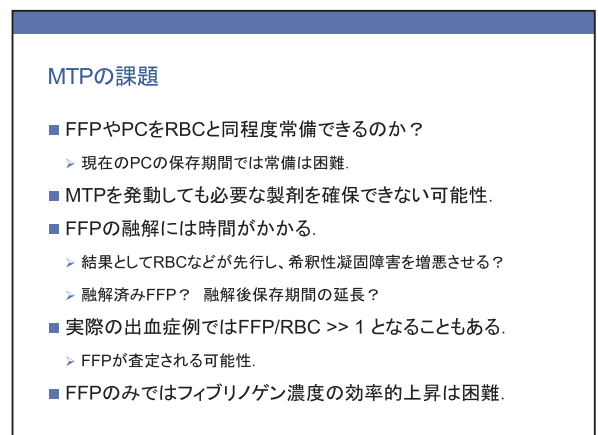 MTPの課題
■ FFPやPCをRBCと同程度常備できるのか？
➢ 現在のPCの保存期間では常備は困難.
■ MTPを発動しても必要な製剤を確保できない可能性.
■ FFPの融解には時間がかかる.
➢ 結果としてRBCなどが先行し、希釈性凝固障害を増悪させる？
➢ 融解済みFFP？ 融解後保存期間の延長？
■ 実際の出血症例ではFFP/RBC >> 1 となることもある.
➢ FFPが査定される可能性.
■ FFPのみではフィブリノゲン濃度の効率的上昇は困難.